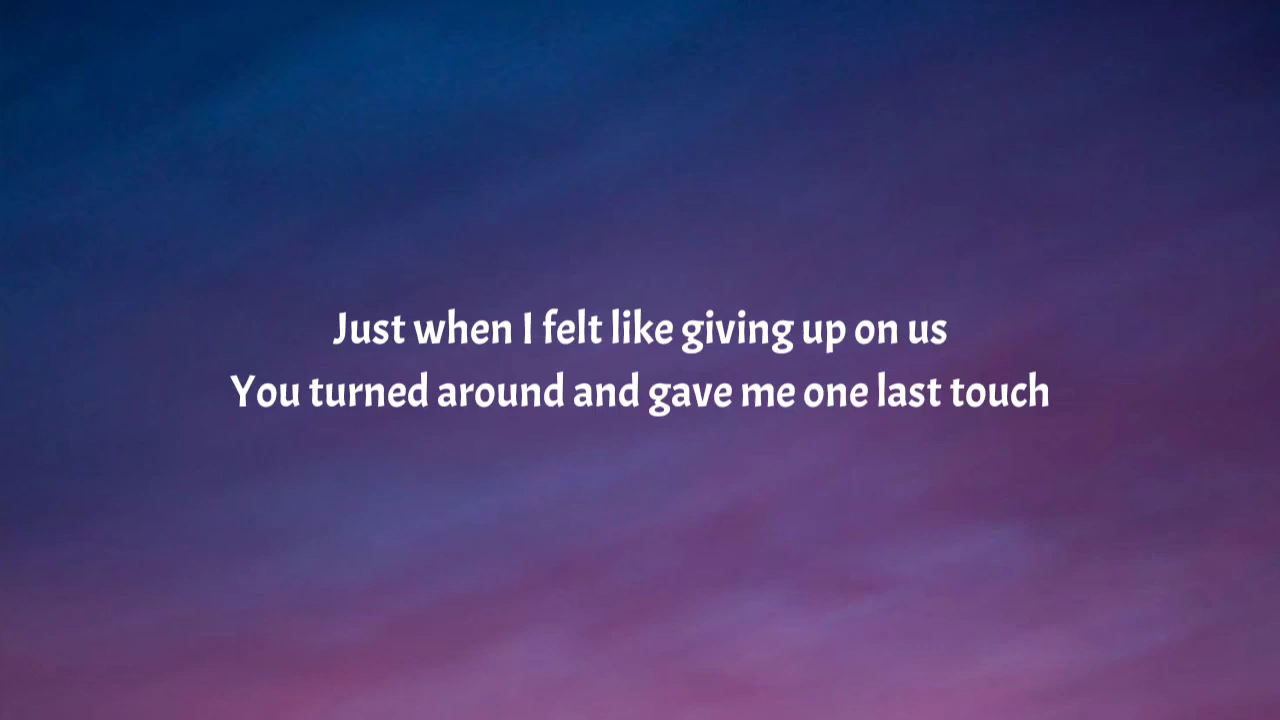 Just when I felt like giving up on us
You turned around and gave me one last touch